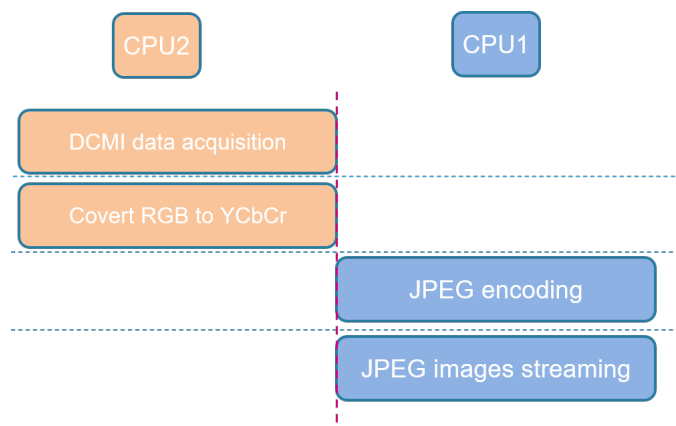 CPU2
CPU1
DCMI data acquisition
Covert RGB to YCbCr
JPEG encoding
JPEG images streaming